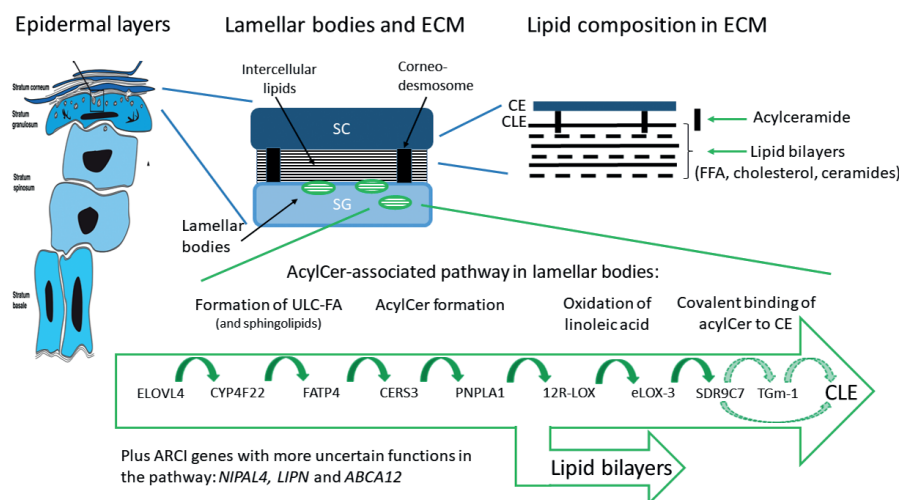 Epidermal layers
Lamellar bodies and ECM
Lipid composition in ECM
Stratum corneum
Stratum
granulosum
Stratum
spinosum
Stratum
basale
Intercellular
lipids
Corneo-
desmosome
SC
SG
Lamellar
bodies
CE
CLE
Acylceramide
Lipid bilayers
(FFA, cholesterol, ceramides)
AcylCer-associated pathway in lamellar bodies:
Formation of ULC-FA
(and sphingolipids)
AcylCer formation
Oxidation of
linoleic acid
Covalent binding of
acylCer to CE
ELOVL4
CYP4F22
FATP4
CERS3
PNPLA1
12R-LOX
eLOX-3
SDR9C7
TGm-1
CLE
Plus ARCI genes with more uncertain functions in
the pathway: NIPAL4, LIPN and ABCA12
Lipid bilayers